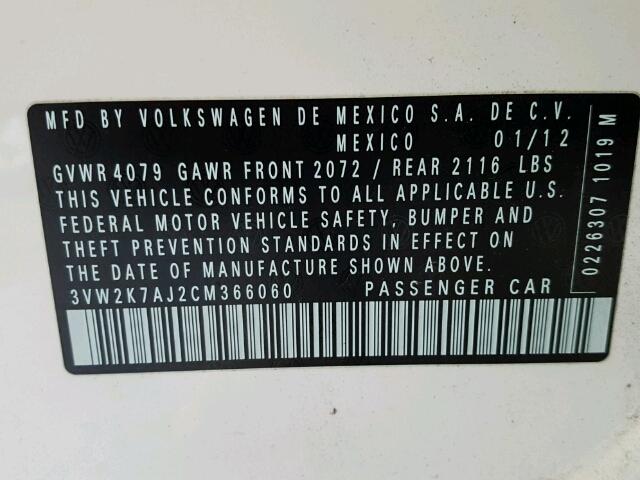 MFD BY VOLKSWAGEN DE MEXICO S.A. DE C.V.
MEXICO 01/12
GVWR 4079 GAWR FRONT 2072 / REAR 2116 LBS
THIS VEHICLE CONFORMS TO ALL APPLICABLE U.S.
FEDERAL MOTOR VEHICLE SAFETY, BUMPER AND
THEFT PREVENTION STANDARDS IN EFFECT ON
THE DATE OF MANUFACTURE SHOWN ABOVE.
3VW2K7AJ2CM366060 PASSENGER CAR
0226307 1019 M